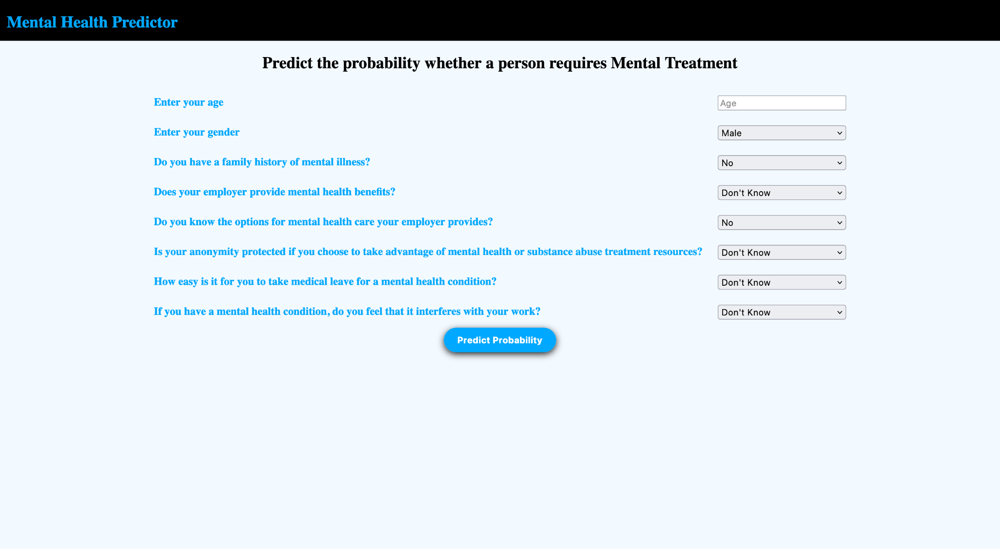 Mental Health Predictor
Predict the probability whether a person requires Mental Treatment
Enter your age
Age
Enter your gender
Male
Do you have a family history of mental illness?
No
Does your employer provide mental health benefits?
Don't Know
Do you know the options for mental health care your employer provides?
No
Is your anonymity protected if you choose to take advantage of mental health or substance abuse treatment resources?
Don't Know
How easy is it for you to take medical leave for a mental health condition?
Don't Know
If you have a mental health condition, do you feel that it interferes with your work?
Don't Know
Predict Probability